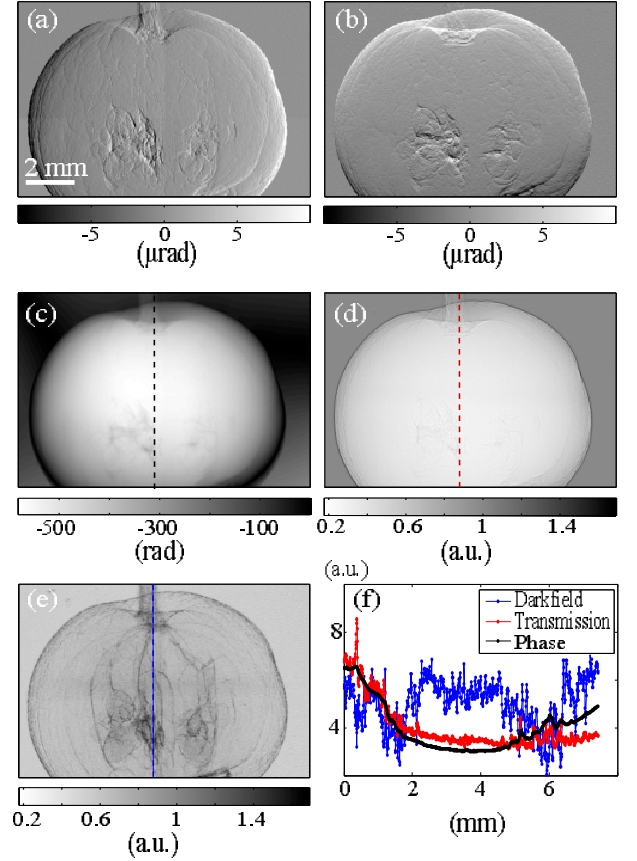 (a)
(b)
2 mm
-5 0 5
(μrad)
-5 0 5
(μrad)
(c)
(d)
-500 -300 -100
(rad)
0.2 0.6 1 1.4
(a.u.)
(e)
0.2 0.6 1 1.4
(a.u.)
(a.u.)
(f)
Darkfield
Transmission
Phase
8
4
0 2 4 6
(mm)